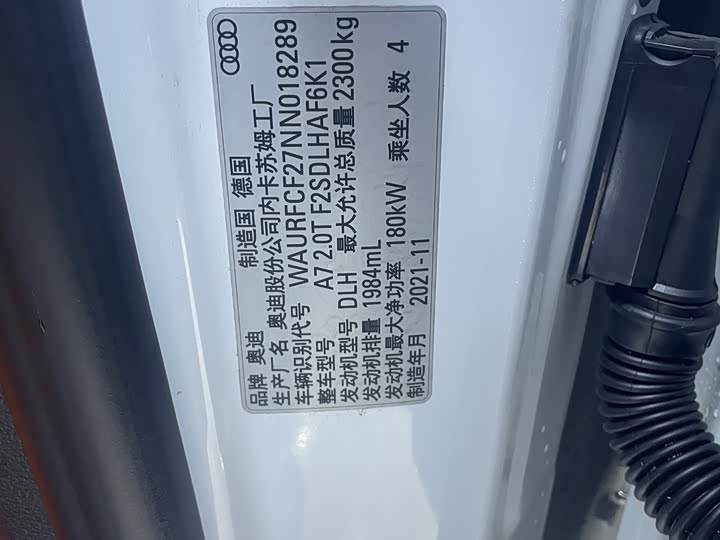 品牌 奥迪 制造国 德国
生产厂名 奥迪股份公司内卡苏姆工厂
车辆识别代号 WAURFCF27NN018289
整车型号 A7 2.0T F2SDLHAF6K1
发动机型号 DLH 最大允许总质量 2300kg
发动机排量 1984mL
发动机最大净功率 180kW 乘坐人数 4
制造年月 2021-11